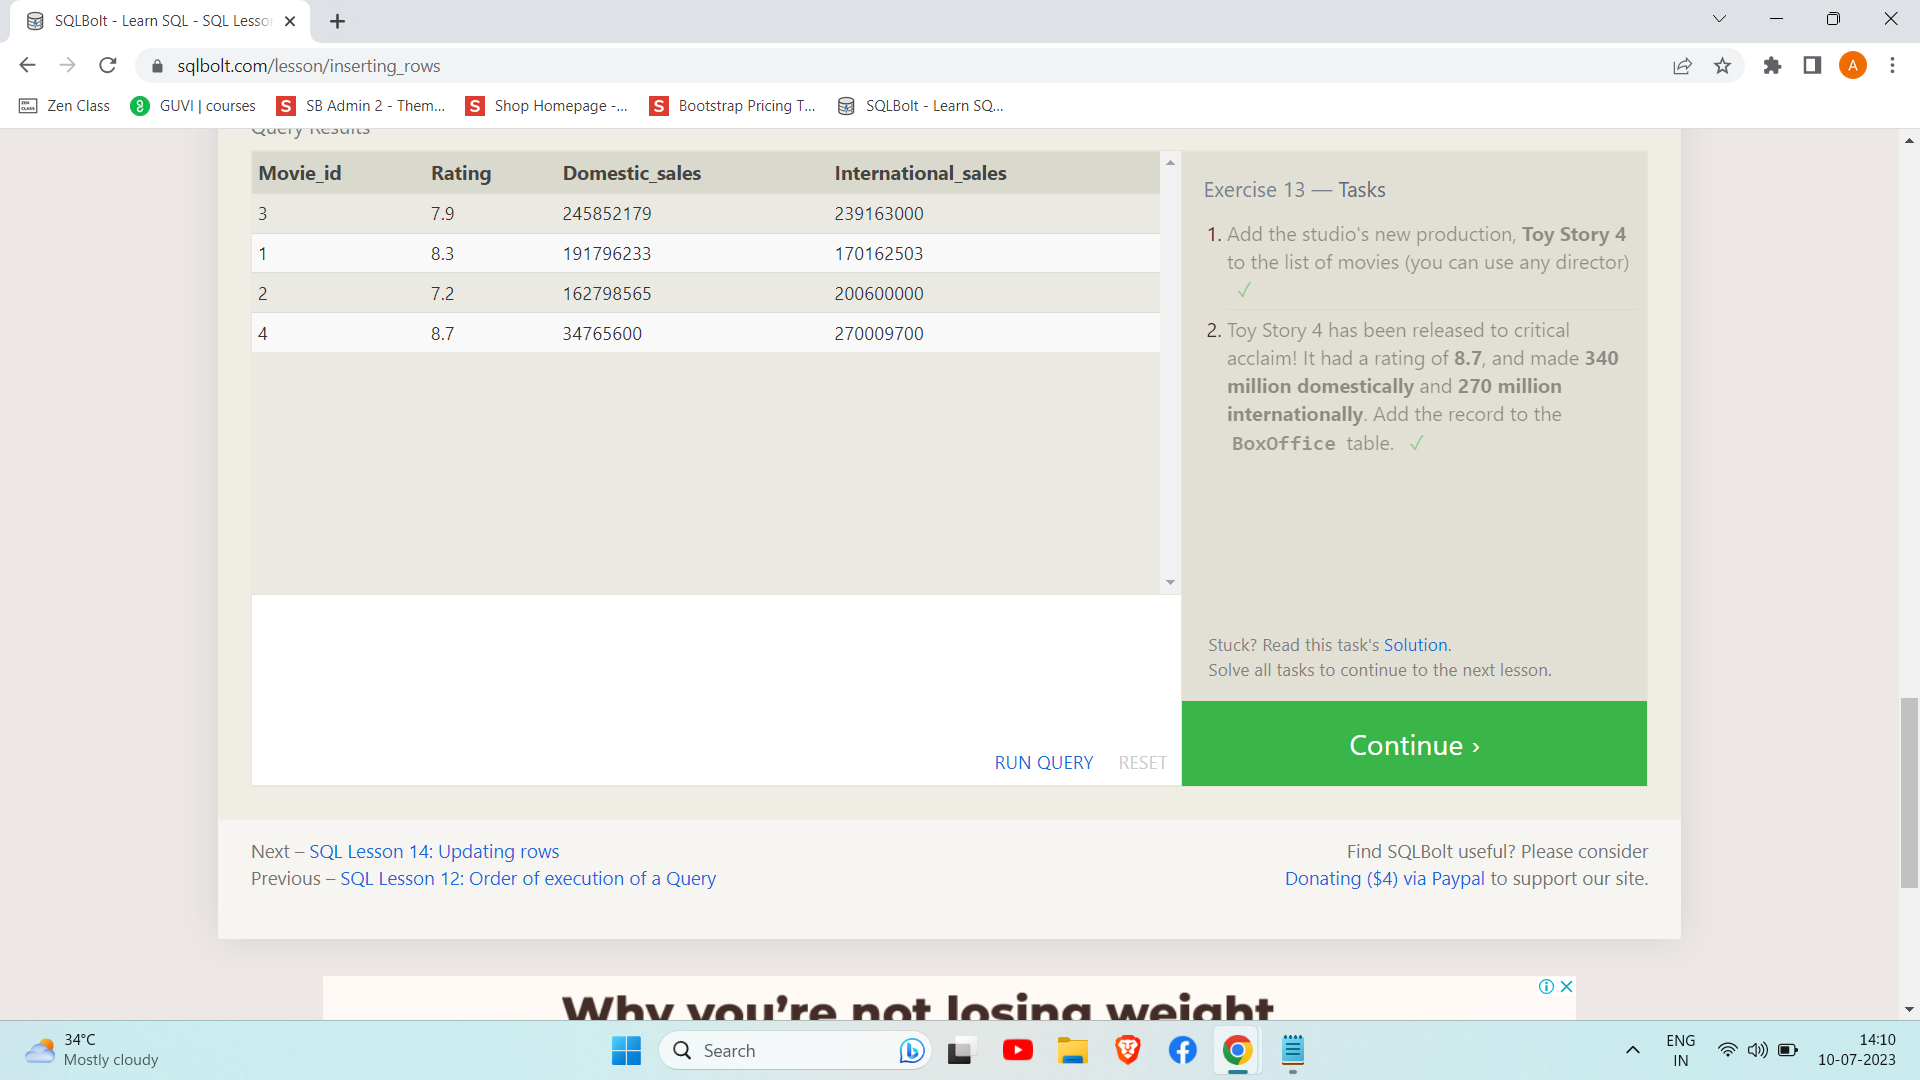 SQLBolt - Learn SQL - SQL Lesson
sqlbolt.com/lesson/inserting_rows
A
Zen Class
GUVI | courses
S SB Admin 2 - Them...
S Shop Homepage -...
S Bootstrap Pricing T...
SQLBolt - Learn SQ...
Query Results
Movie_id Rating Domestic_sales International_sales
3 7.9 245852179 239163000
1 8.3 191796233 170162503
2 7.2 162798565 200600000
4 8.7 34765600 270009700
RUN QUERY RESET
Exercise 13 — Tasks
1. Add the studio's new production, Toy Story 4
to the list of movies (you can use any director)
✓
2. Toy Story 4 has been released to critical
acclaim! It had a rating of 8.7, and made 340
million domestically and 270 million
internationally. Add the record to the
BoxOffice table. ✓
Stuck? Read this task's Solution.
Solve all tasks to continue to the next lesson.
Continue ›
Next – SQL Lesson 14: Updating rows
Previous – SQL Lesson 12: Order of execution of a Query
Find SQLBolt useful? Please consider
Donating ($4) via Paypal to support our site.
Why you're not losing weight
34°C
Mostly cloudy
Search
ENG
IN
14:10
10-07-2023